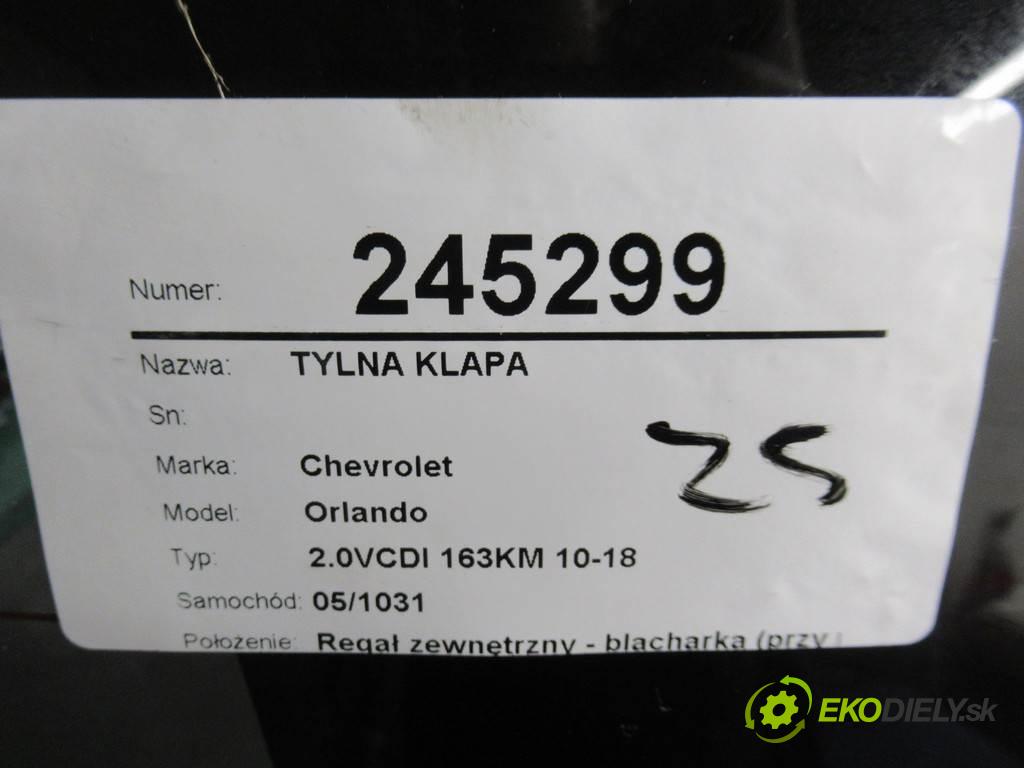 Numer: 245299
Nazwa: TYLNA KLAPA
Sn:
Marka: Chevrolet
Model: Orlando
Typ: 2.0VCDI 163KM 10-18
Samochód: 05/1031
Położenie: Regał zewnętrzny - blacharka (przy
ZS
EKODIELY.sk